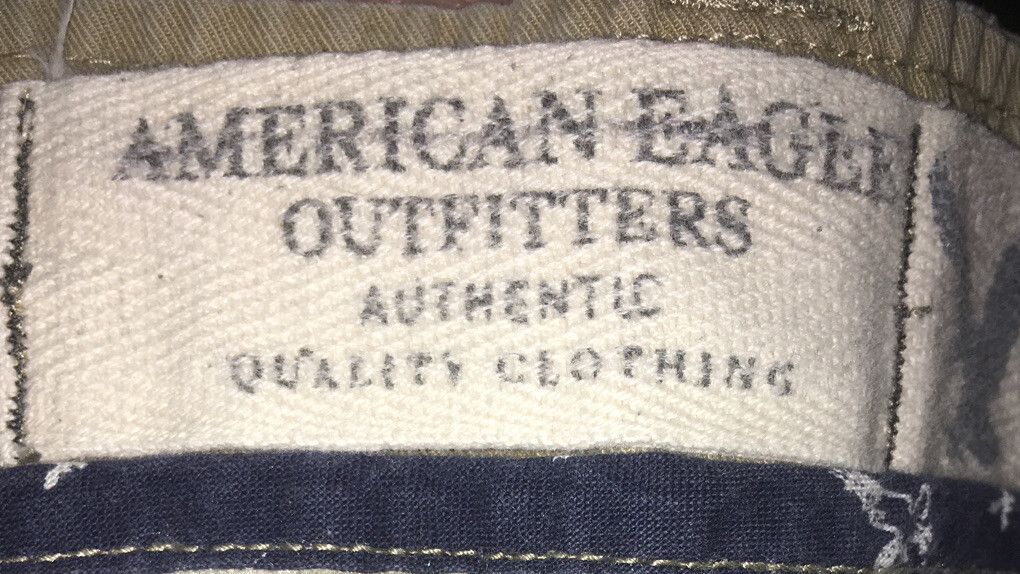 AMERICAN EAGLE
OUTFITTERS
AUTHENTIC
QUALITY CLOTHING